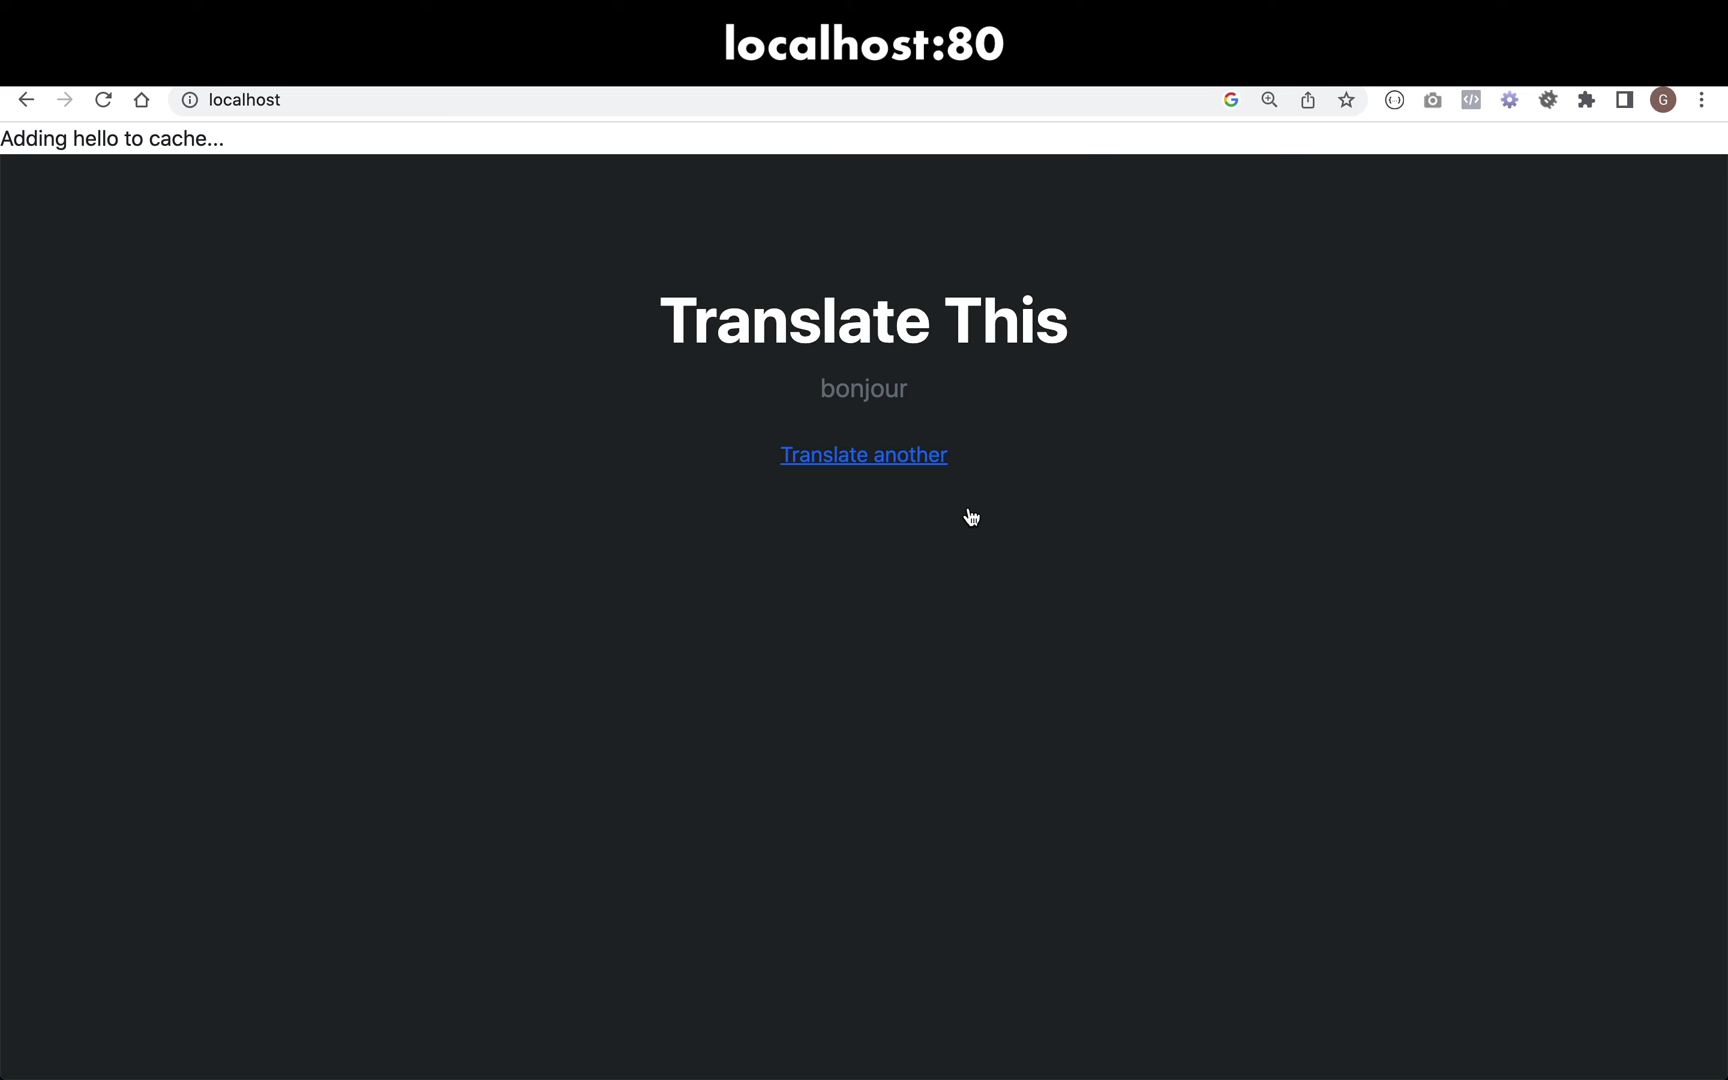 localhost:80
localhost
G
Adding hello to cache...
Translate This
bonjour
Translate another